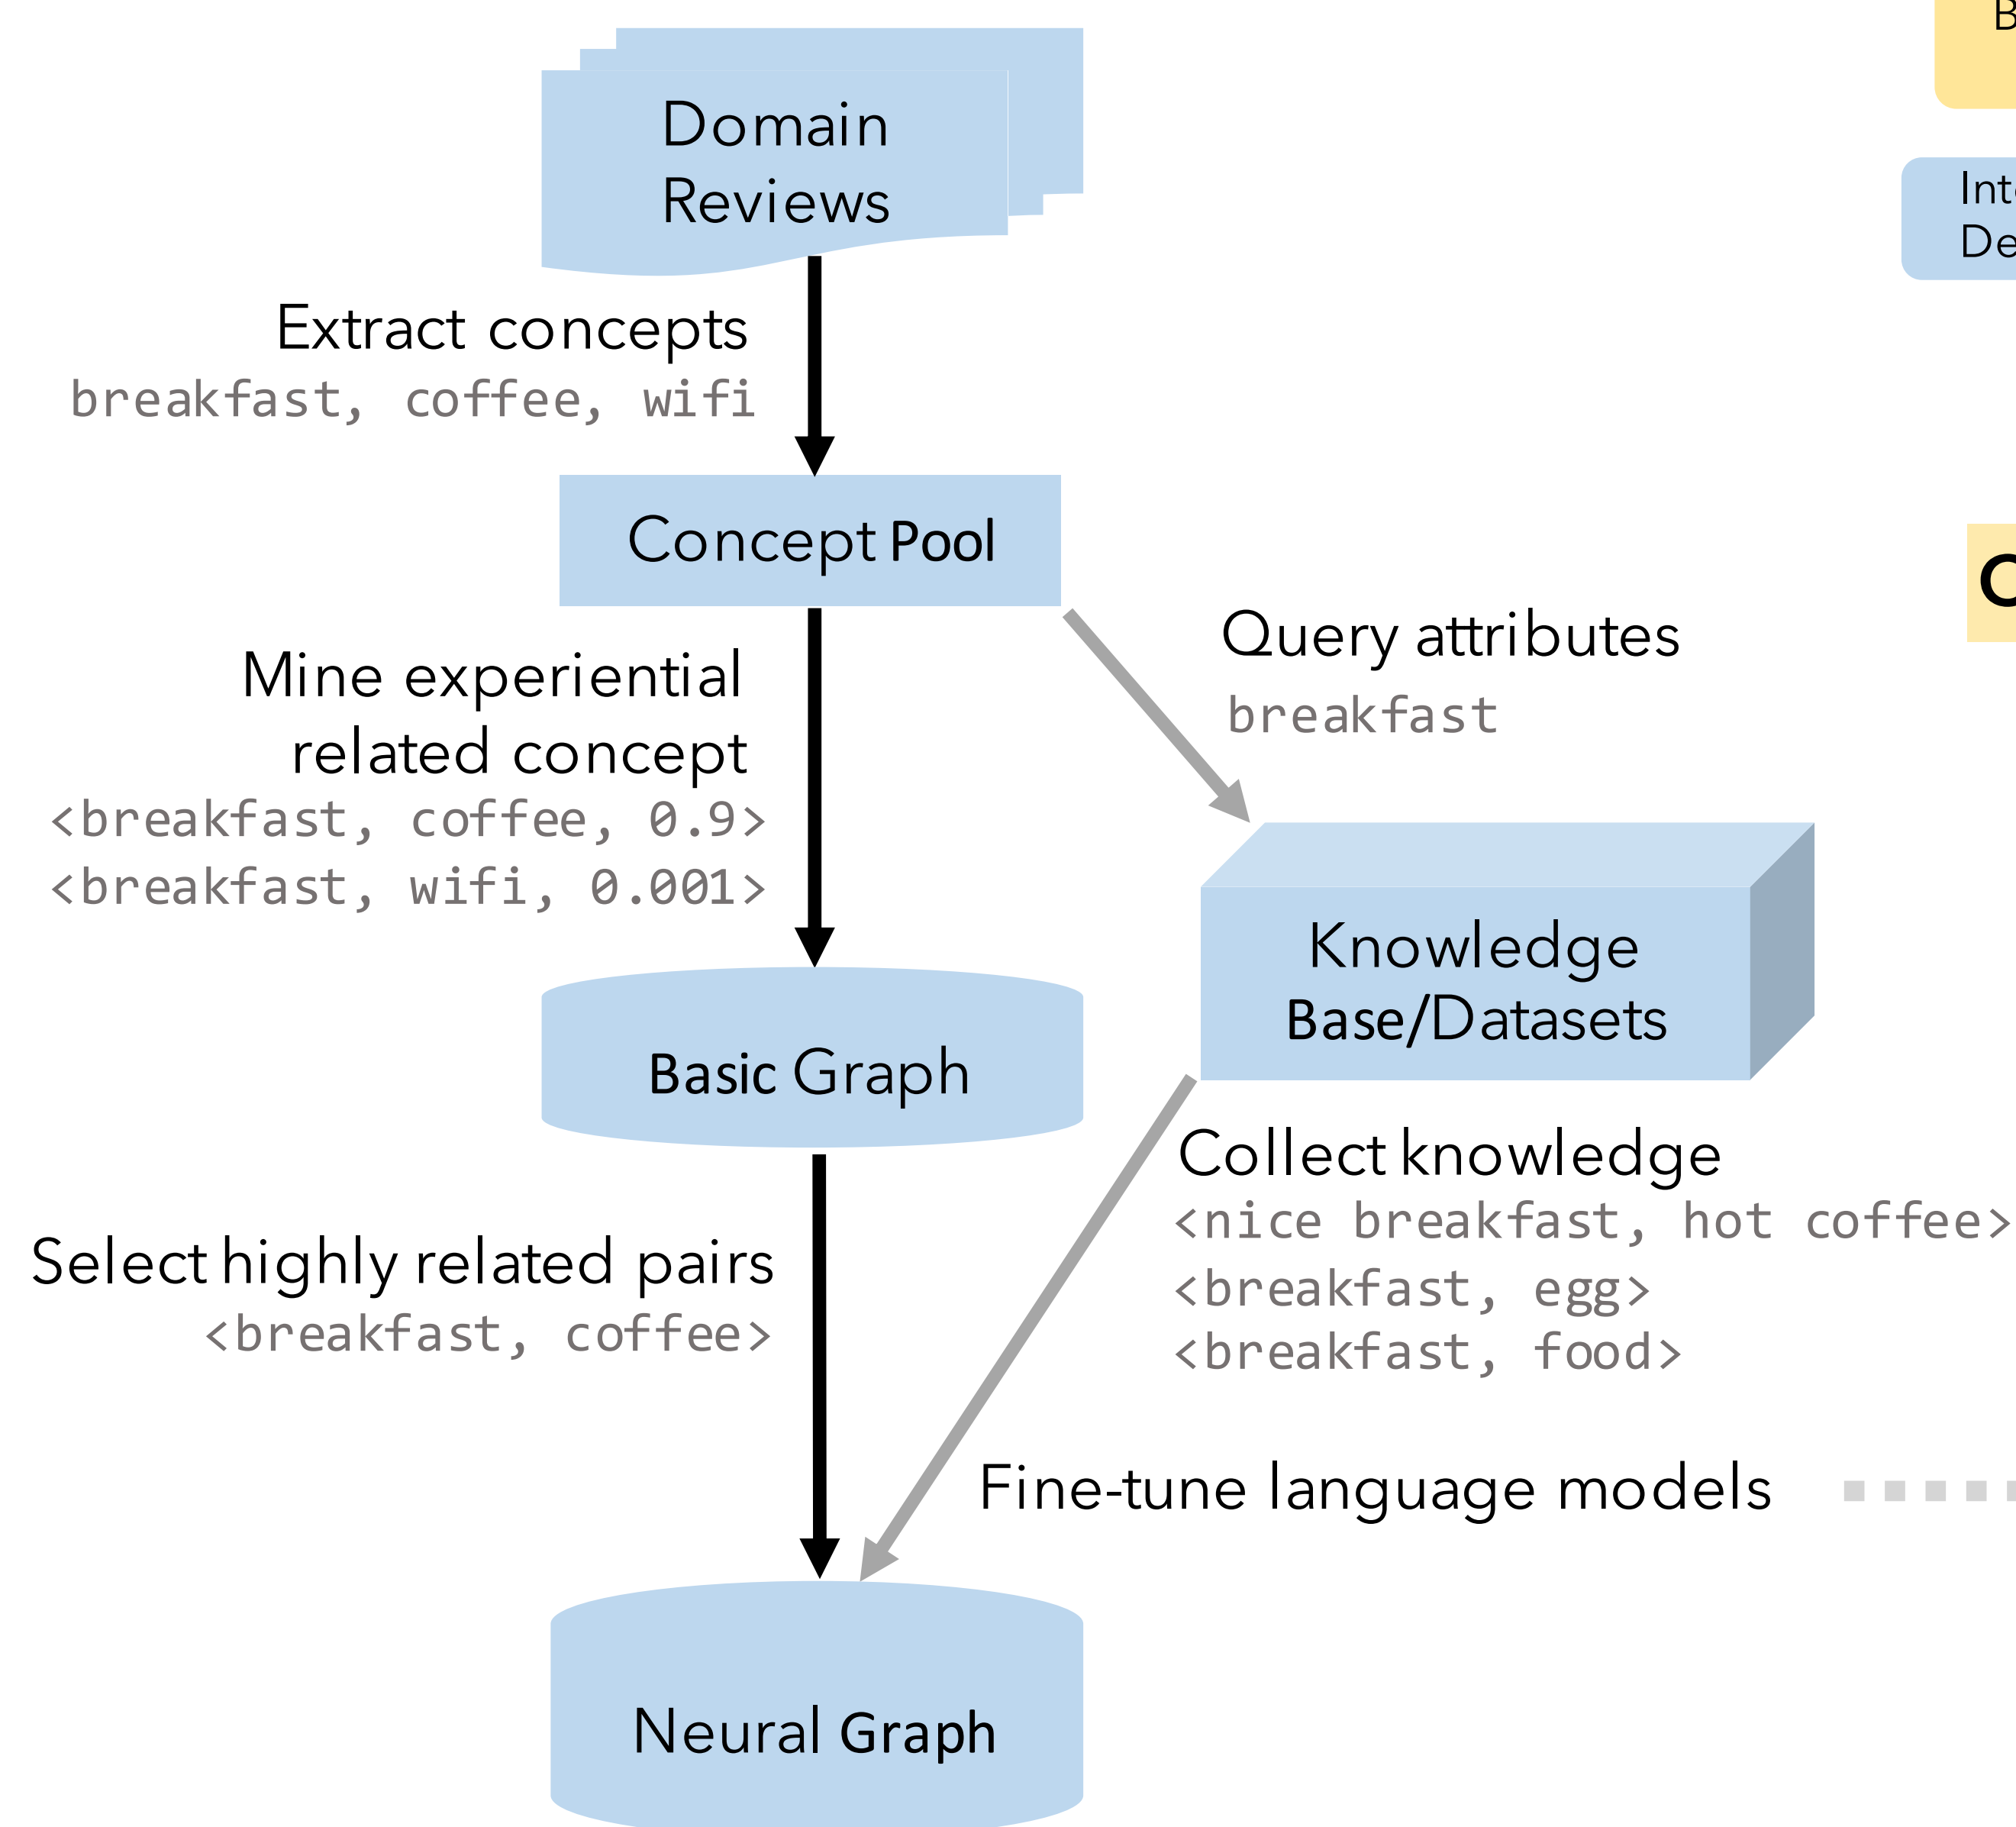 Domain
Reviews
Extract concepts
breakfast, coffee, wifi
Concept Pool
Mine experiential
related concept
<breakfast, coffee, 0.9>
<breakfast, wifi, 0.001>
Query attributes
breakfast
Knowledge
Base/Datasets
Basic Graph
Collect knowledge
<nice breakfast, hot coffee>
<breakfast, egg>
<breakfast, food>
Select highly related pairs
<breakfast, coffee>
Fine-tune language models
Neural Graph